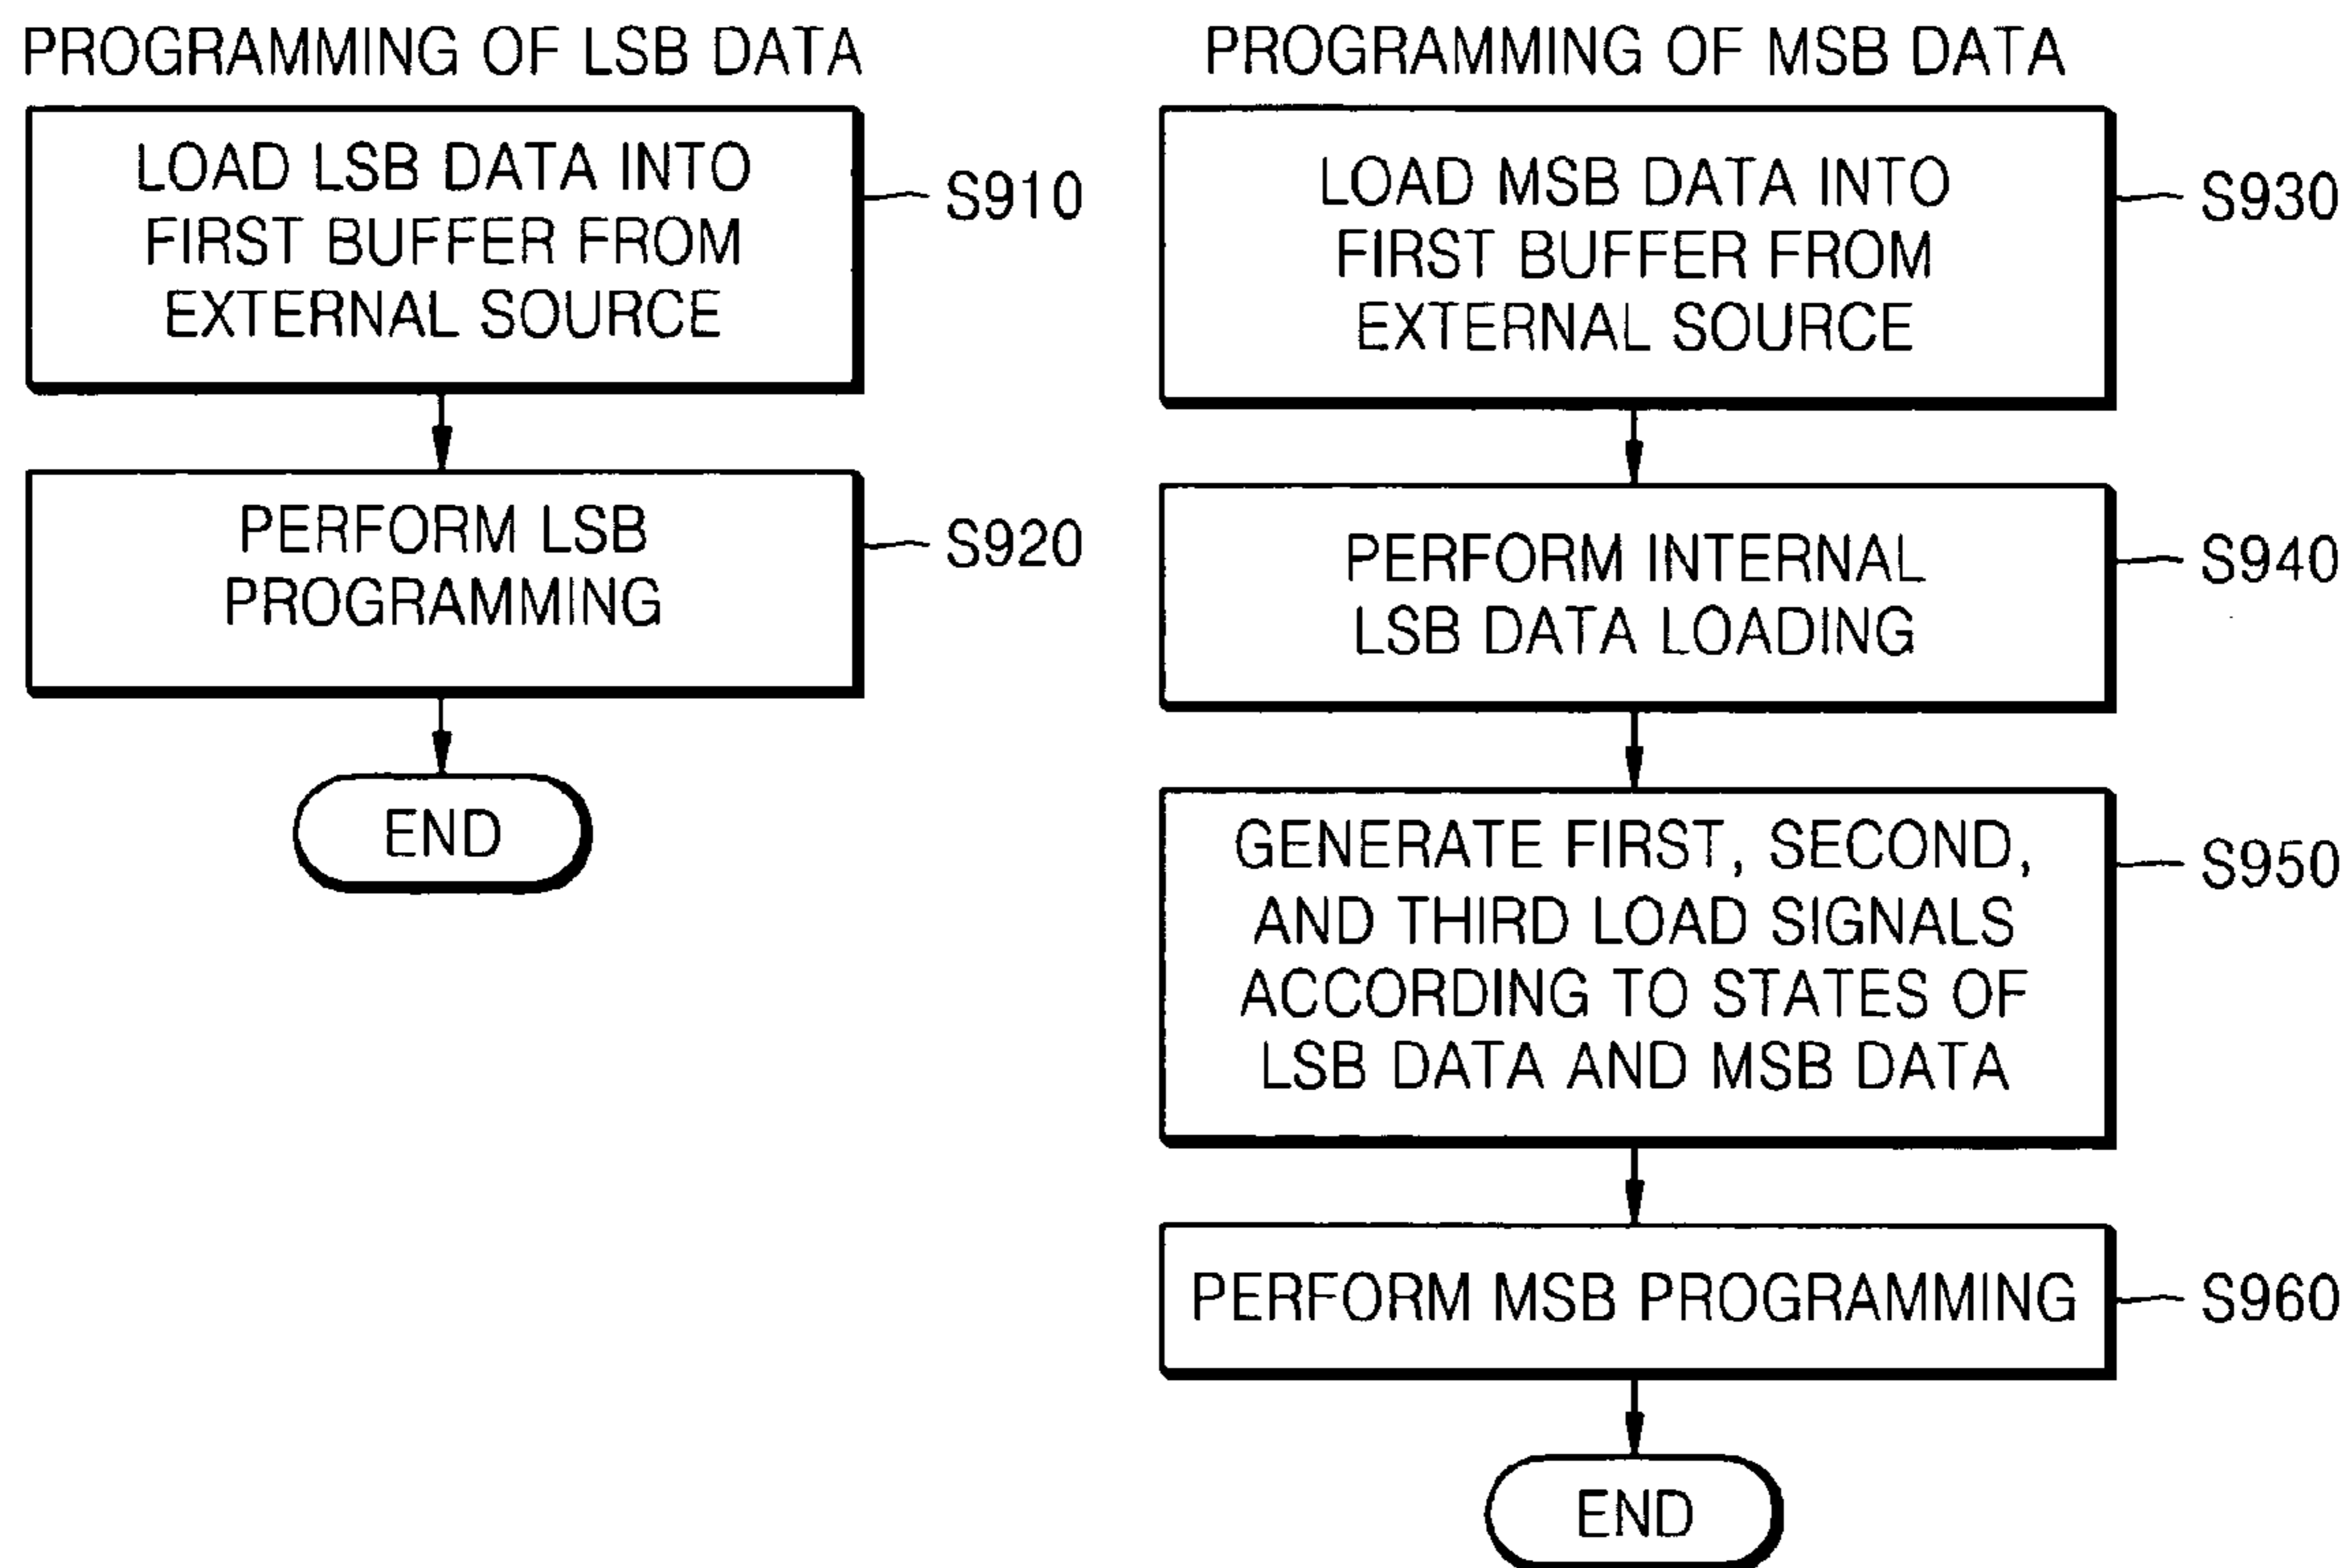 PROGRAMMING OF LSB DATA
LOAD LSB DATA INTO
FIRST BUFFER FROM
EXTERNAL SOURCE
S910
PERFORM LSB
PROGRAMMING
S920
END
PROGRAMMING OF MSB DATA
LOAD MSB DATA INTO
FIRST BUFFER FROM
EXTERNAL SOURCE
S930
PERFORM INTERNAL
LSB DATA LOADING
S940
GENERATE FIRST, SECOND,
AND THIRD LOAD SIGNALS
ACCORDING TO STATES OF
LSB DATA AND MSB DATA
S950
PERFORM MSB PROGRAMMING
S960
END